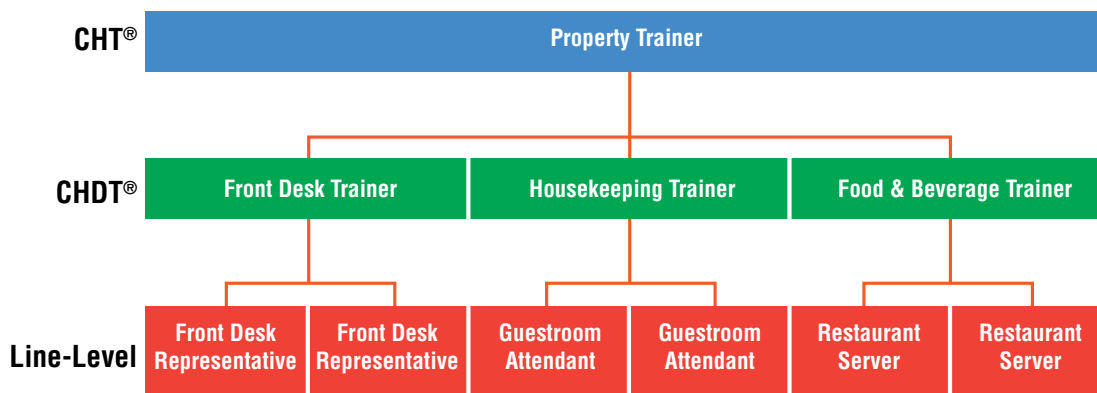 CHT®
Property Trainer
CHDT®
Front Desk Trainer
Housekeeping Trainer
Food & Beverage Trainer
Line-Level
Front Desk
Representative
Front Desk
Representative
Guestroom
Attendant
Guestroom
Attendant
Restaurant
Server
Restaurant
Server